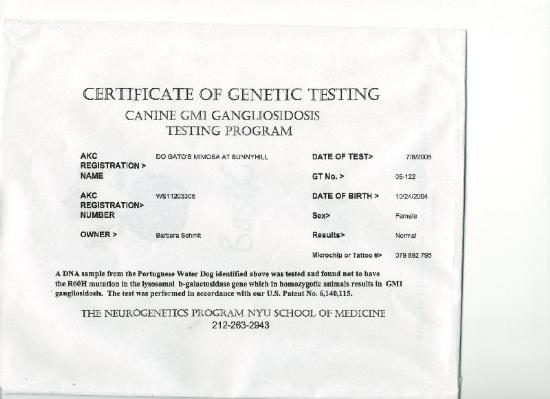 CERTIFICATE OF GENETIC TESTING
CANINE GM1 GANGLIOSIDOSIS
TESTING PROGRAM
AKC REGISTRATION > NAME
DO GATO'S MIMOSA AT SUNNYHILL
DATE OF TEST>
7/8/2005
GT No. >
05-122
AKC REGISTRATION> NUMBER
WS11203306
DATE OF BIRTH >
10/24/2004
Sex>
Female
OWNER >
Barbara Schmit
Results>
Normal
Microchip or Tattoo #>
079 892 795
A DNA sample from the Portuguese Water Dog identified above was tested and found not to have
the R60H mutation in the lysosomal b-galactosidase gene which in homozygotic animals results in GM1
gangliosidosis. The test was performed in accordance with our U.S. Patent No. 6,140,115.
THE NEUROGENETICS PROGRAM NYU SCHOOL OF MEDICINE
212-263-2943